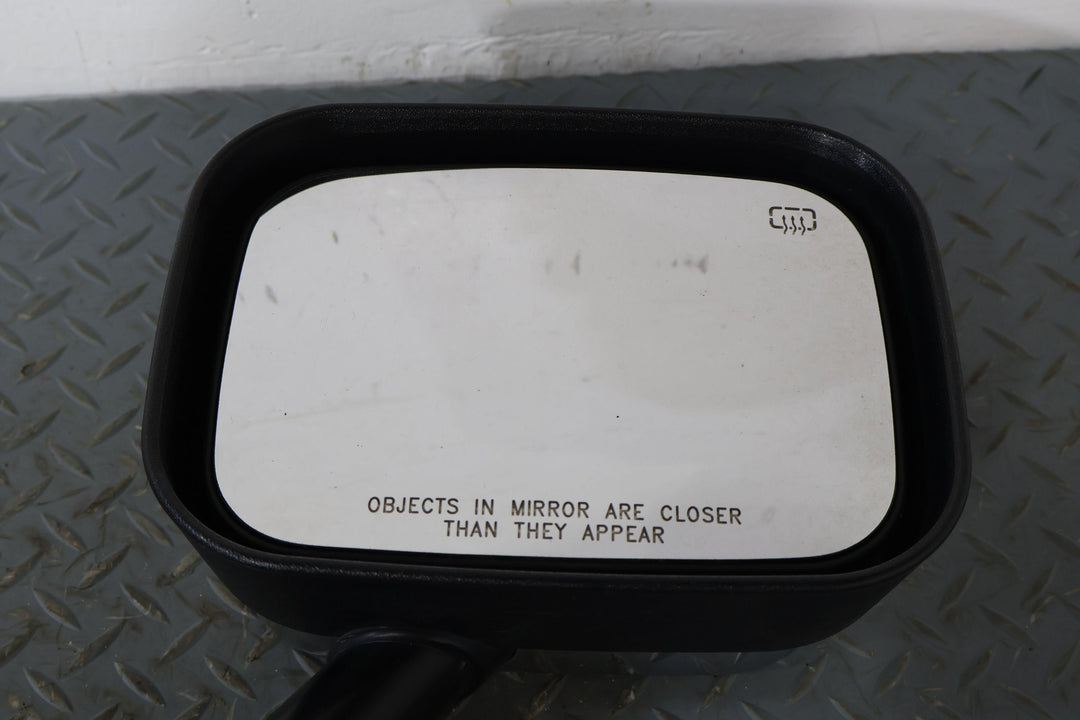 OBJECTS IN MIRROR ARE CLOSER
THAN THEY APPEAR